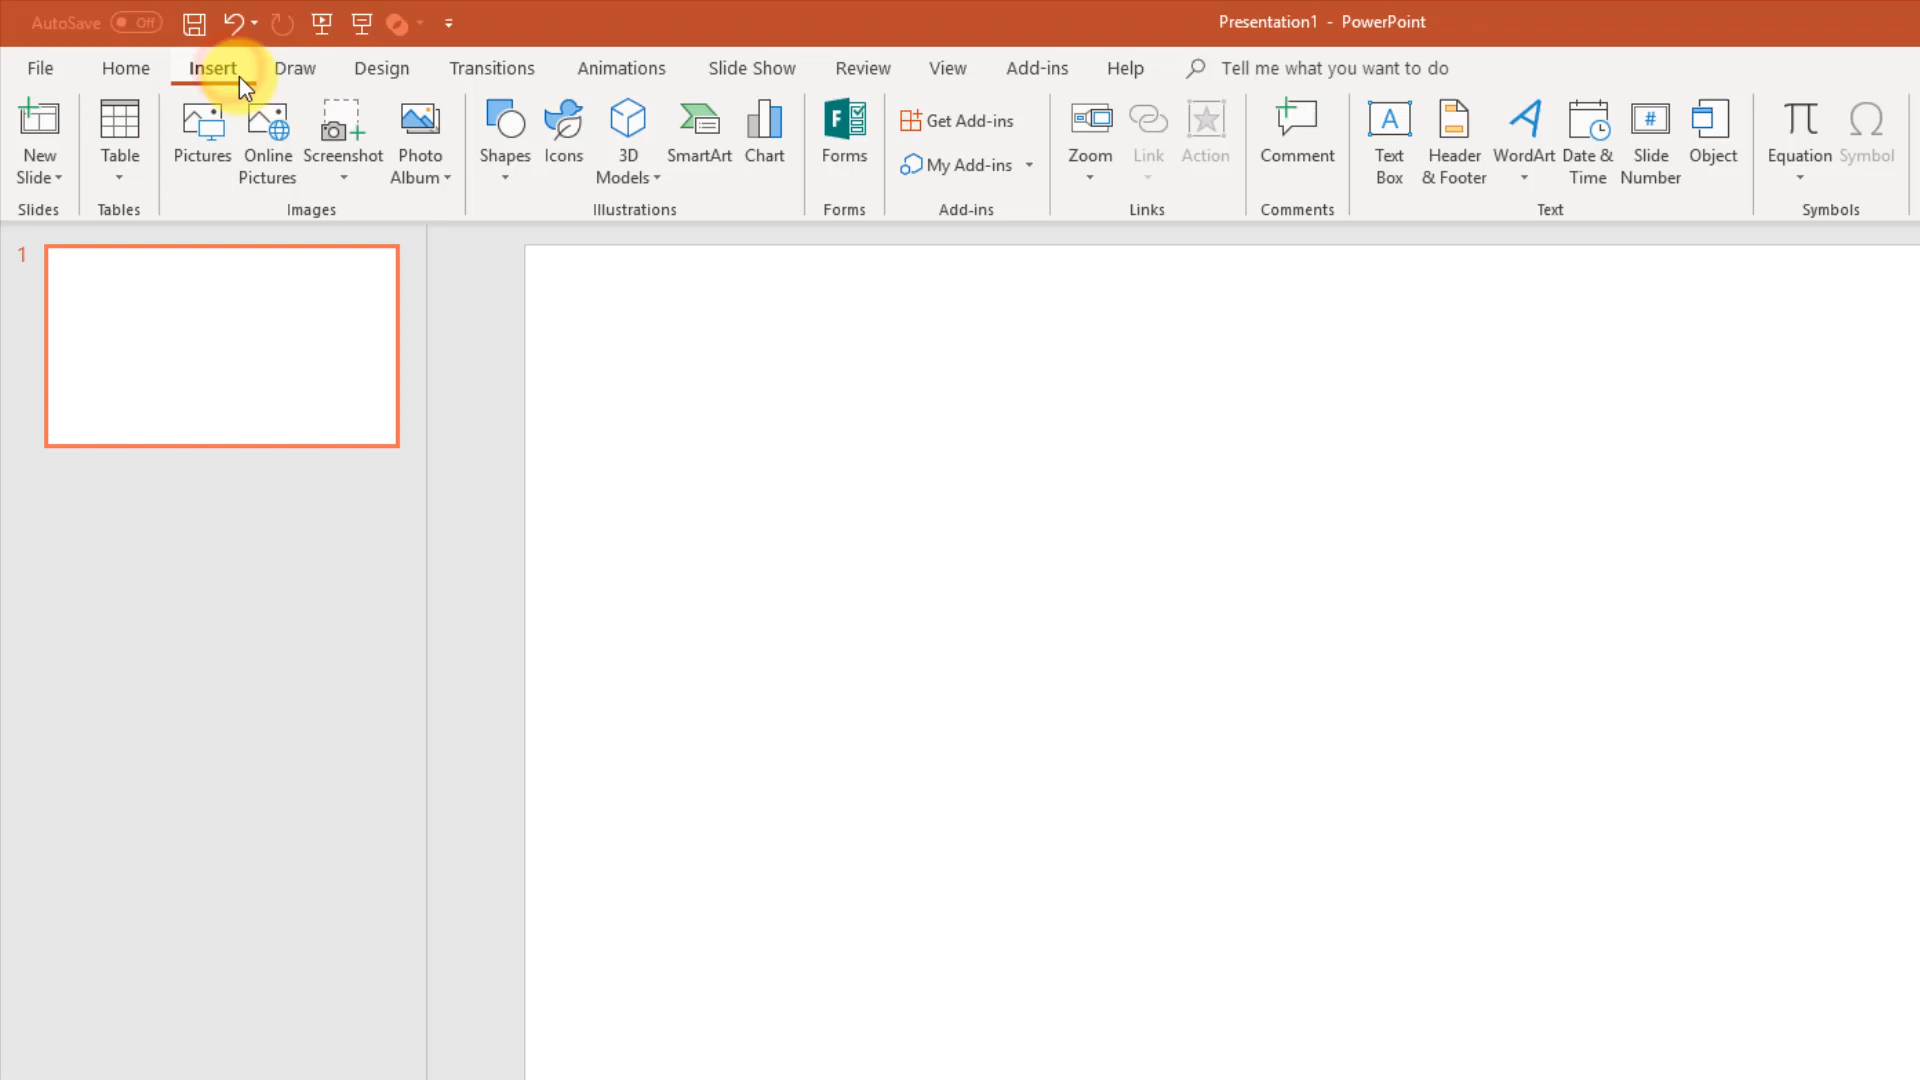 AutoSave Off
Presentation1 - PowerPoint
File Home Insert Draw Design Transitions Animations Slide Show Review View Add-ins Help Tell me what you want to do
New Slide
Table
Pictures
Online Pictures
Screenshot
Photo Album
Shapes
Icons
3D Models
SmartArt
Chart
F
Forms
Get Add-ins
My Add-ins
Zoom
Link
Action
Comment
A
Text Box
Header & Footer
WordArt
Date & Time
#
Slide Number
Object
π
Equation
Ω
Symbol
Slides Tables Images Illustrations Forms Add-ins Links Comments Text Symbols
1